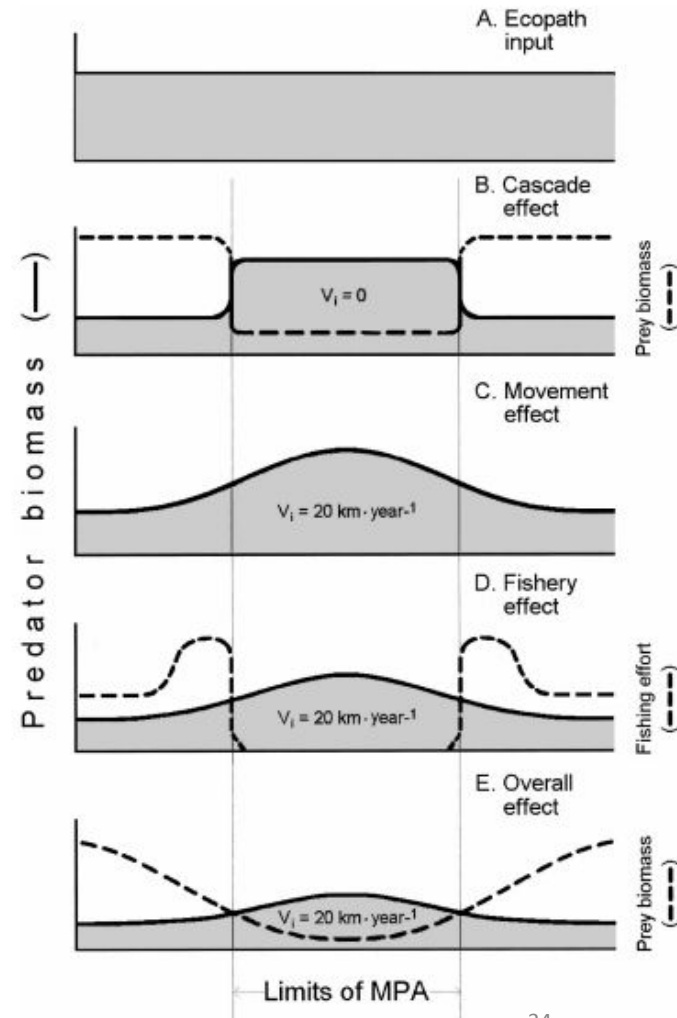 A. Ecopath
input
B. Cascade
effect
Vᵢ = 0
C. Movement
effect
Vᵢ = 20 km·year-¹
D. Fishery
effect
Vᵢ = 20 km·year-¹
E. Overall
effect
Vᵢ = 20 km·year-¹
Limits of MPA
Predator biomass (—)
Prey biomass
(---)
Fishing effort
(---)
Prey biomass
(---)